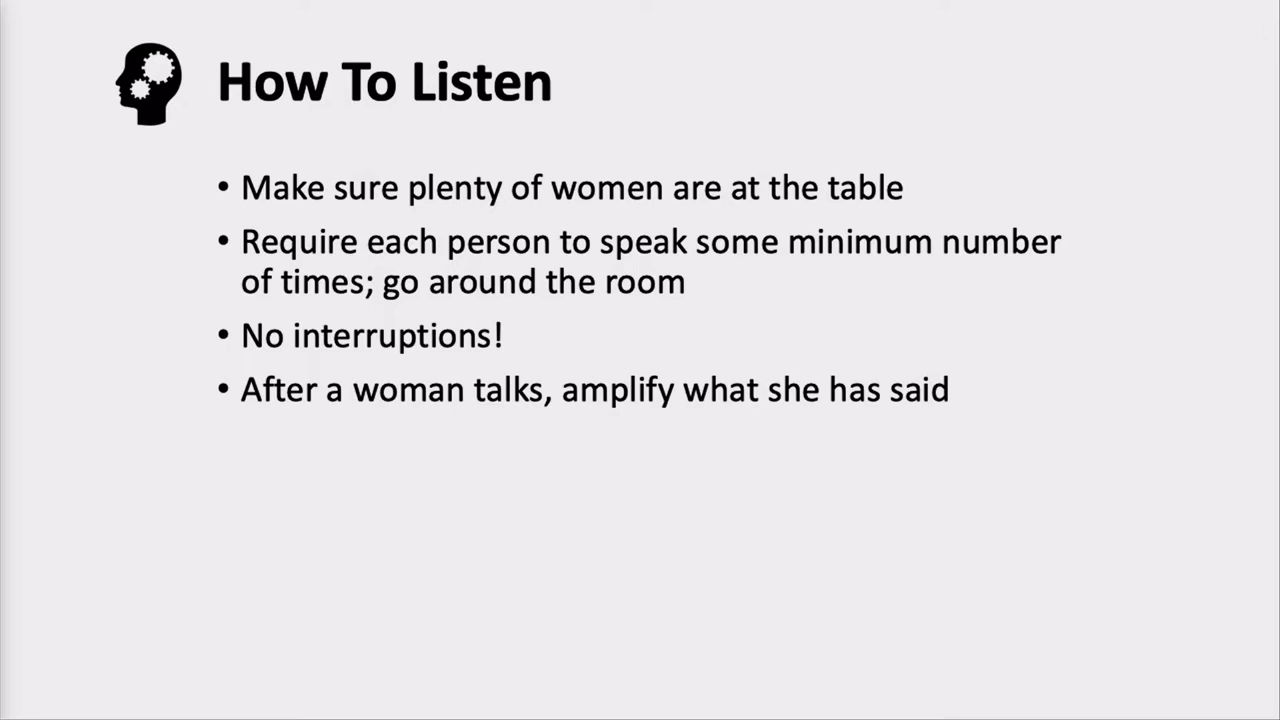 How To Listen
• Make sure plenty of women are at the table
• Require each person to speak some minimum number
of times; go around the room
• No interruptions!
• After a woman talks, amplify what she has said